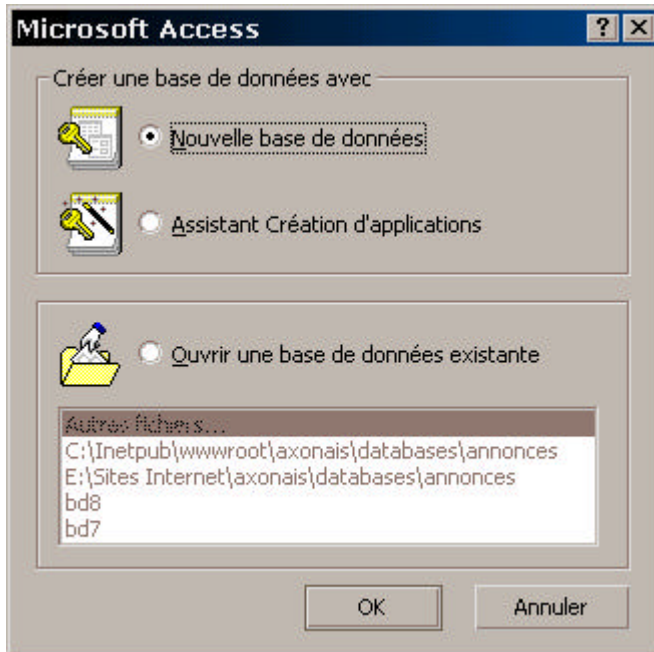 Microsoft Access
Créer une base de données avec
Nouvelle base de données
Assistant Création d'applications
Ouvrir une base de données existante
Autres fichiers...
C:\Inetpub\wwwroot\axonais\databases\annonces
E:\Sites Internet\axonais\databases\annonces
bd8
bd7
OK Annuler